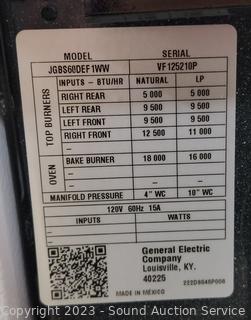 MODEL SERIAL
JGBS60DEF1WW VF125210P
TOP BURNERS
INPUTS - BTU/HR NATURAL LP
RIGHT REAR 5 000 5 000
LEFT REAR 9 500 9 500
LEFT FRONT 9 500 9 500
RIGHT FRONT 12 500 11 000
–
OVEN
BAKE BURNER 18 000 16 000
–
–
MANIFOLD PRESSURE 4" WC 10" WC
120V 60Hz 15A
INPUTS WATTS
–
–
–
General Electric
Company
Louisville, KY.
40225
MADE IN MEXICO
Copyright © 2023 - Sound Auction Service